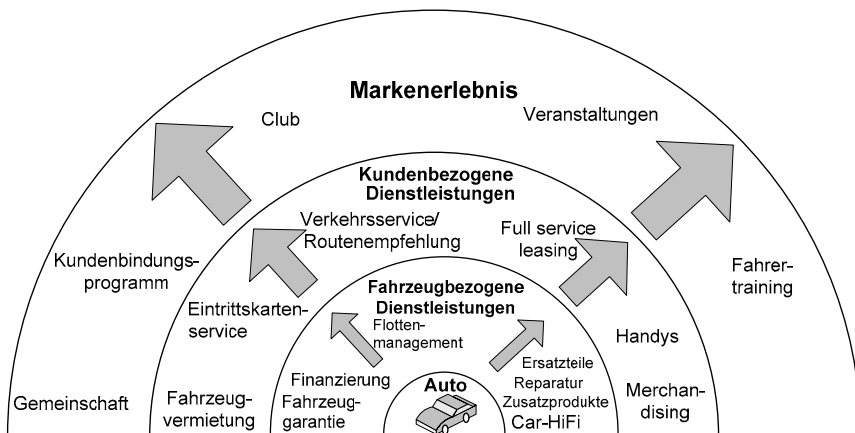 Markenerlebnis
Club
Veranstaltungen
Kundenbindungs-
programm
Fahrer-
training
Gemeinschaft
Kundenbezogene
Dienstleistungen
Verkehrsservice/
Routenempfehlung
Full service
leasing
Eintrittskarten-
service
Handys
Fahrzeug-
vermietung
Merchan-
dising
Fahrzeugbezogene
Dienstleistungen
Flotten-
management
Finanzierung
Fahrzeug-
garantie
Ersatzteile
Reparatur
Zusatzprodukte
Car-HiFi
Auto